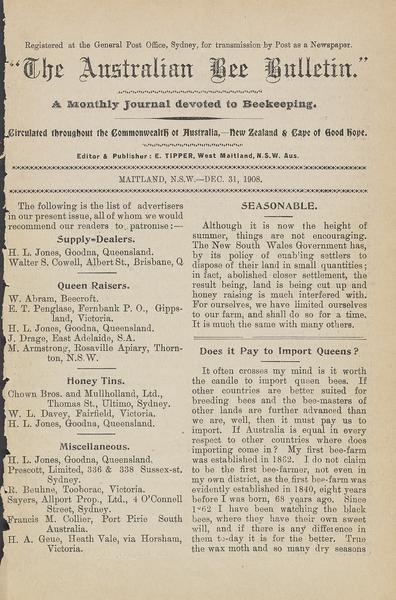 Registered at the General Post Office, Sydney, for transmission by Post as a Newspaper.
"The Australian Bee Bulletin."
A Monthly Journal devoted to Beekeeping.
Circulated throughout the Commonwealth of Australia,—New Zealand & Cape of Good Hope.
Editor & Publisher: E. TIPPER, West Maitland, N.S.W. Aus.
MAITLAND, N.S.W.—DEC. 31, 1908.
The following is the list of advertisers
in our present issue, all of whom we would
recommend our readers to patronise:—
Supply-Dealers.
H. L. Jones, Goodna, Queensland.
Walter S. Cowell, Albert St., Brisbane, Q
Queen Raisers.
W. Abram, Beecroft.
E. T. Penglase, Fernbank P. O., Gipps-
land, Victoria.
H. L. Jones, Goodna, Queensland.
J. Drage, East Adelaide, S.A.
M. Armstrong, Rosaville Apiary, Thorn-
ton, N.S.W.
Honey Tins.
Chown Bros. and Mullholland, Ltd.,
Thomas St., Ultimo, Sydney.
W. L. Davey, Fairfield, Victoria.
H. L. Jones, Goodna, Queensland.
Miscellaneous.
H. L. Jones, Goodna, Queensland.
Prescott, Limited, 336 & 338 Sussex-st.
Sydney.
R. Beuhne, Tooborac, Victoria.
Sayers, Allport Prop., Ltd., 4 O'Connell
Street, Sydney.
Francis M. Collier, Port Pirie South
Australia.
H. A. Geue, Heath Vale, via Horsham,
Victoria.
SEASONABLE.
Although it is now the height of
summer, things are not encouraging.
The New South Wales Government has,
by its policy of enabling settlers to
dispose of their land in small quantities;
in fact, abolished closer settlement, the
result being, land is being cut up and
honey raising is much interfered with.
For ourselves, we have limited ourselves
to our farm, and shall do so for a time.
It is much the same with many others.
Does it Pay to Import Queens?
It often crosses my mind is it worth
the candle to import queen bees. If
other countries are better suited for
breeding bees and the bee-masters of
other lands are further advanced than
we are, well, then it must pay us to
import. If Australia is equal in every
respect to other countries where does
importing come in? My first bee-farm
was established in 1862. I do not claim
to be the first bee-farmer, not even in
my own district, as the first bee-farm was
evidently established in 1840, eight years
before I was born, 68 years ago. Since
1862 I have been watching the black
bees, where they have their own sweet
will, and if there is any difference in
them to-day it is for the better. True
the wax moth and so many dry seasons